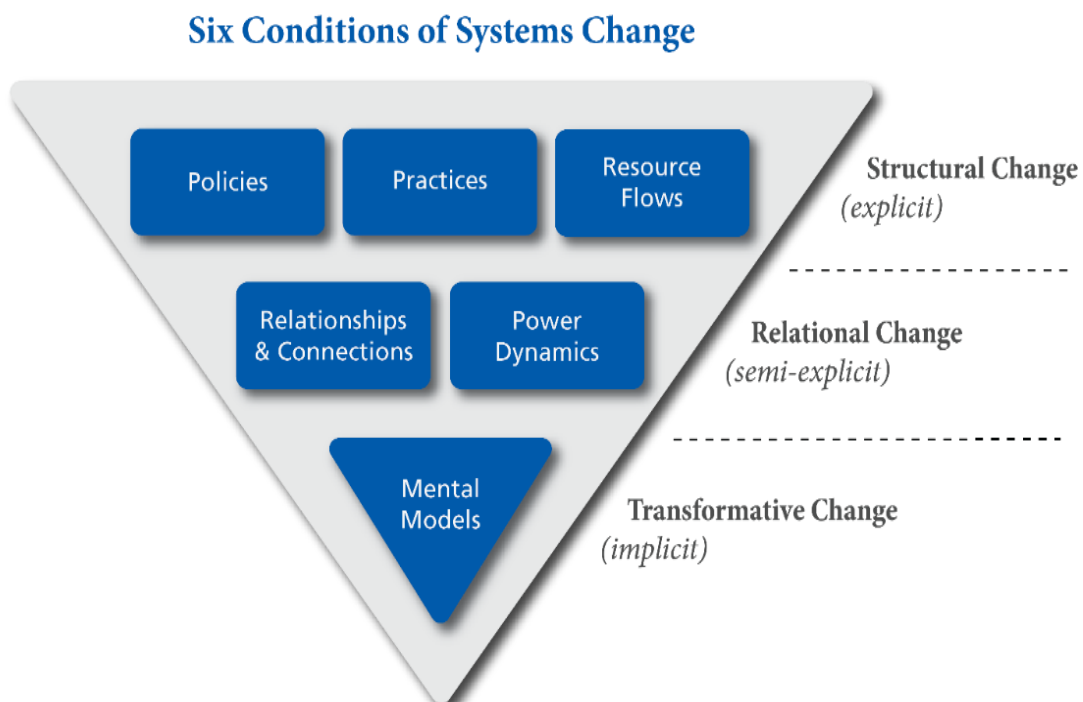 Six Conditions of Systems Change
Policies
Practices
Resource
Flows
Structural Change
(explicit)
Relationships
& Connections
Power
Dynamics
Relational Change
(semi-explicit)
Mental
Models
Transformative Change
(implicit)